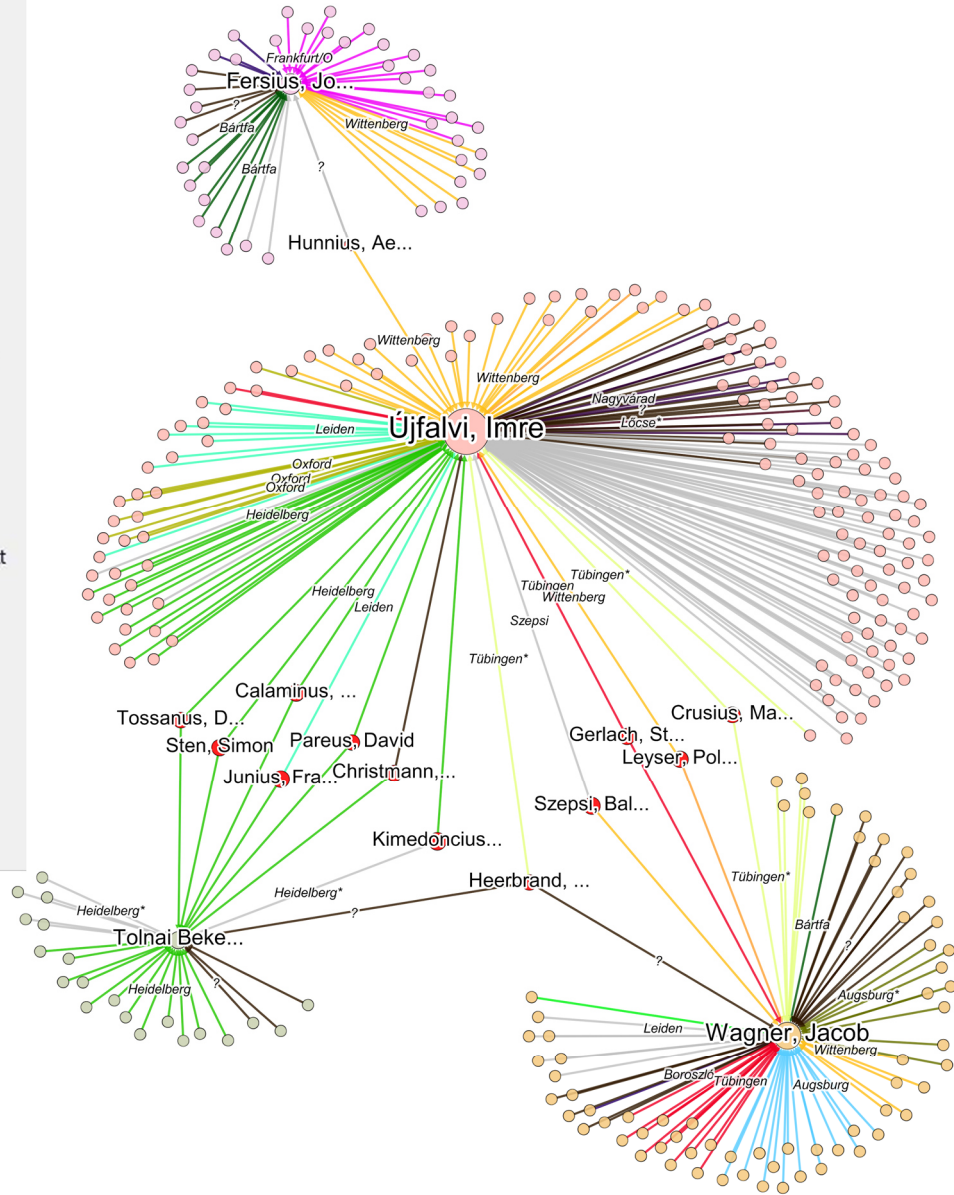 Frankfurt/O
Fersius, Jo...
?
Bártfa
Wittenberg
Bártfa
?
Hunnius, Ae...
Wittenberg
Wittenberg
Nagyvárad
?
Lőcse*
Újfalvi, Imre
Leiden
Oxford
Oxford
Oxford
Heidelberg
t
Tübingen*
Heidelberg
Tübingen
Leiden
Wittenberg
Szepsi
Tübingen*
Calaminus, ...
Tossanus, D...
Crusius, Ma...
Sten, Simon
Pareus, David
Gerlach, St...
Leyser, Pol...
Junius, Fra...
Christmann,...
Szepsi, Bal...
Kimedoncius...
Heerbrand, ...
Tübingen*
Heidelberg*
Heidelberg*
?
Bártfa
Tolnai Beke...
?
?
Heidelberg
?
Augsburg*
Leiden
Wagner, Jacob
Wittenberg
Boroszló
Tübingen
Augsburg